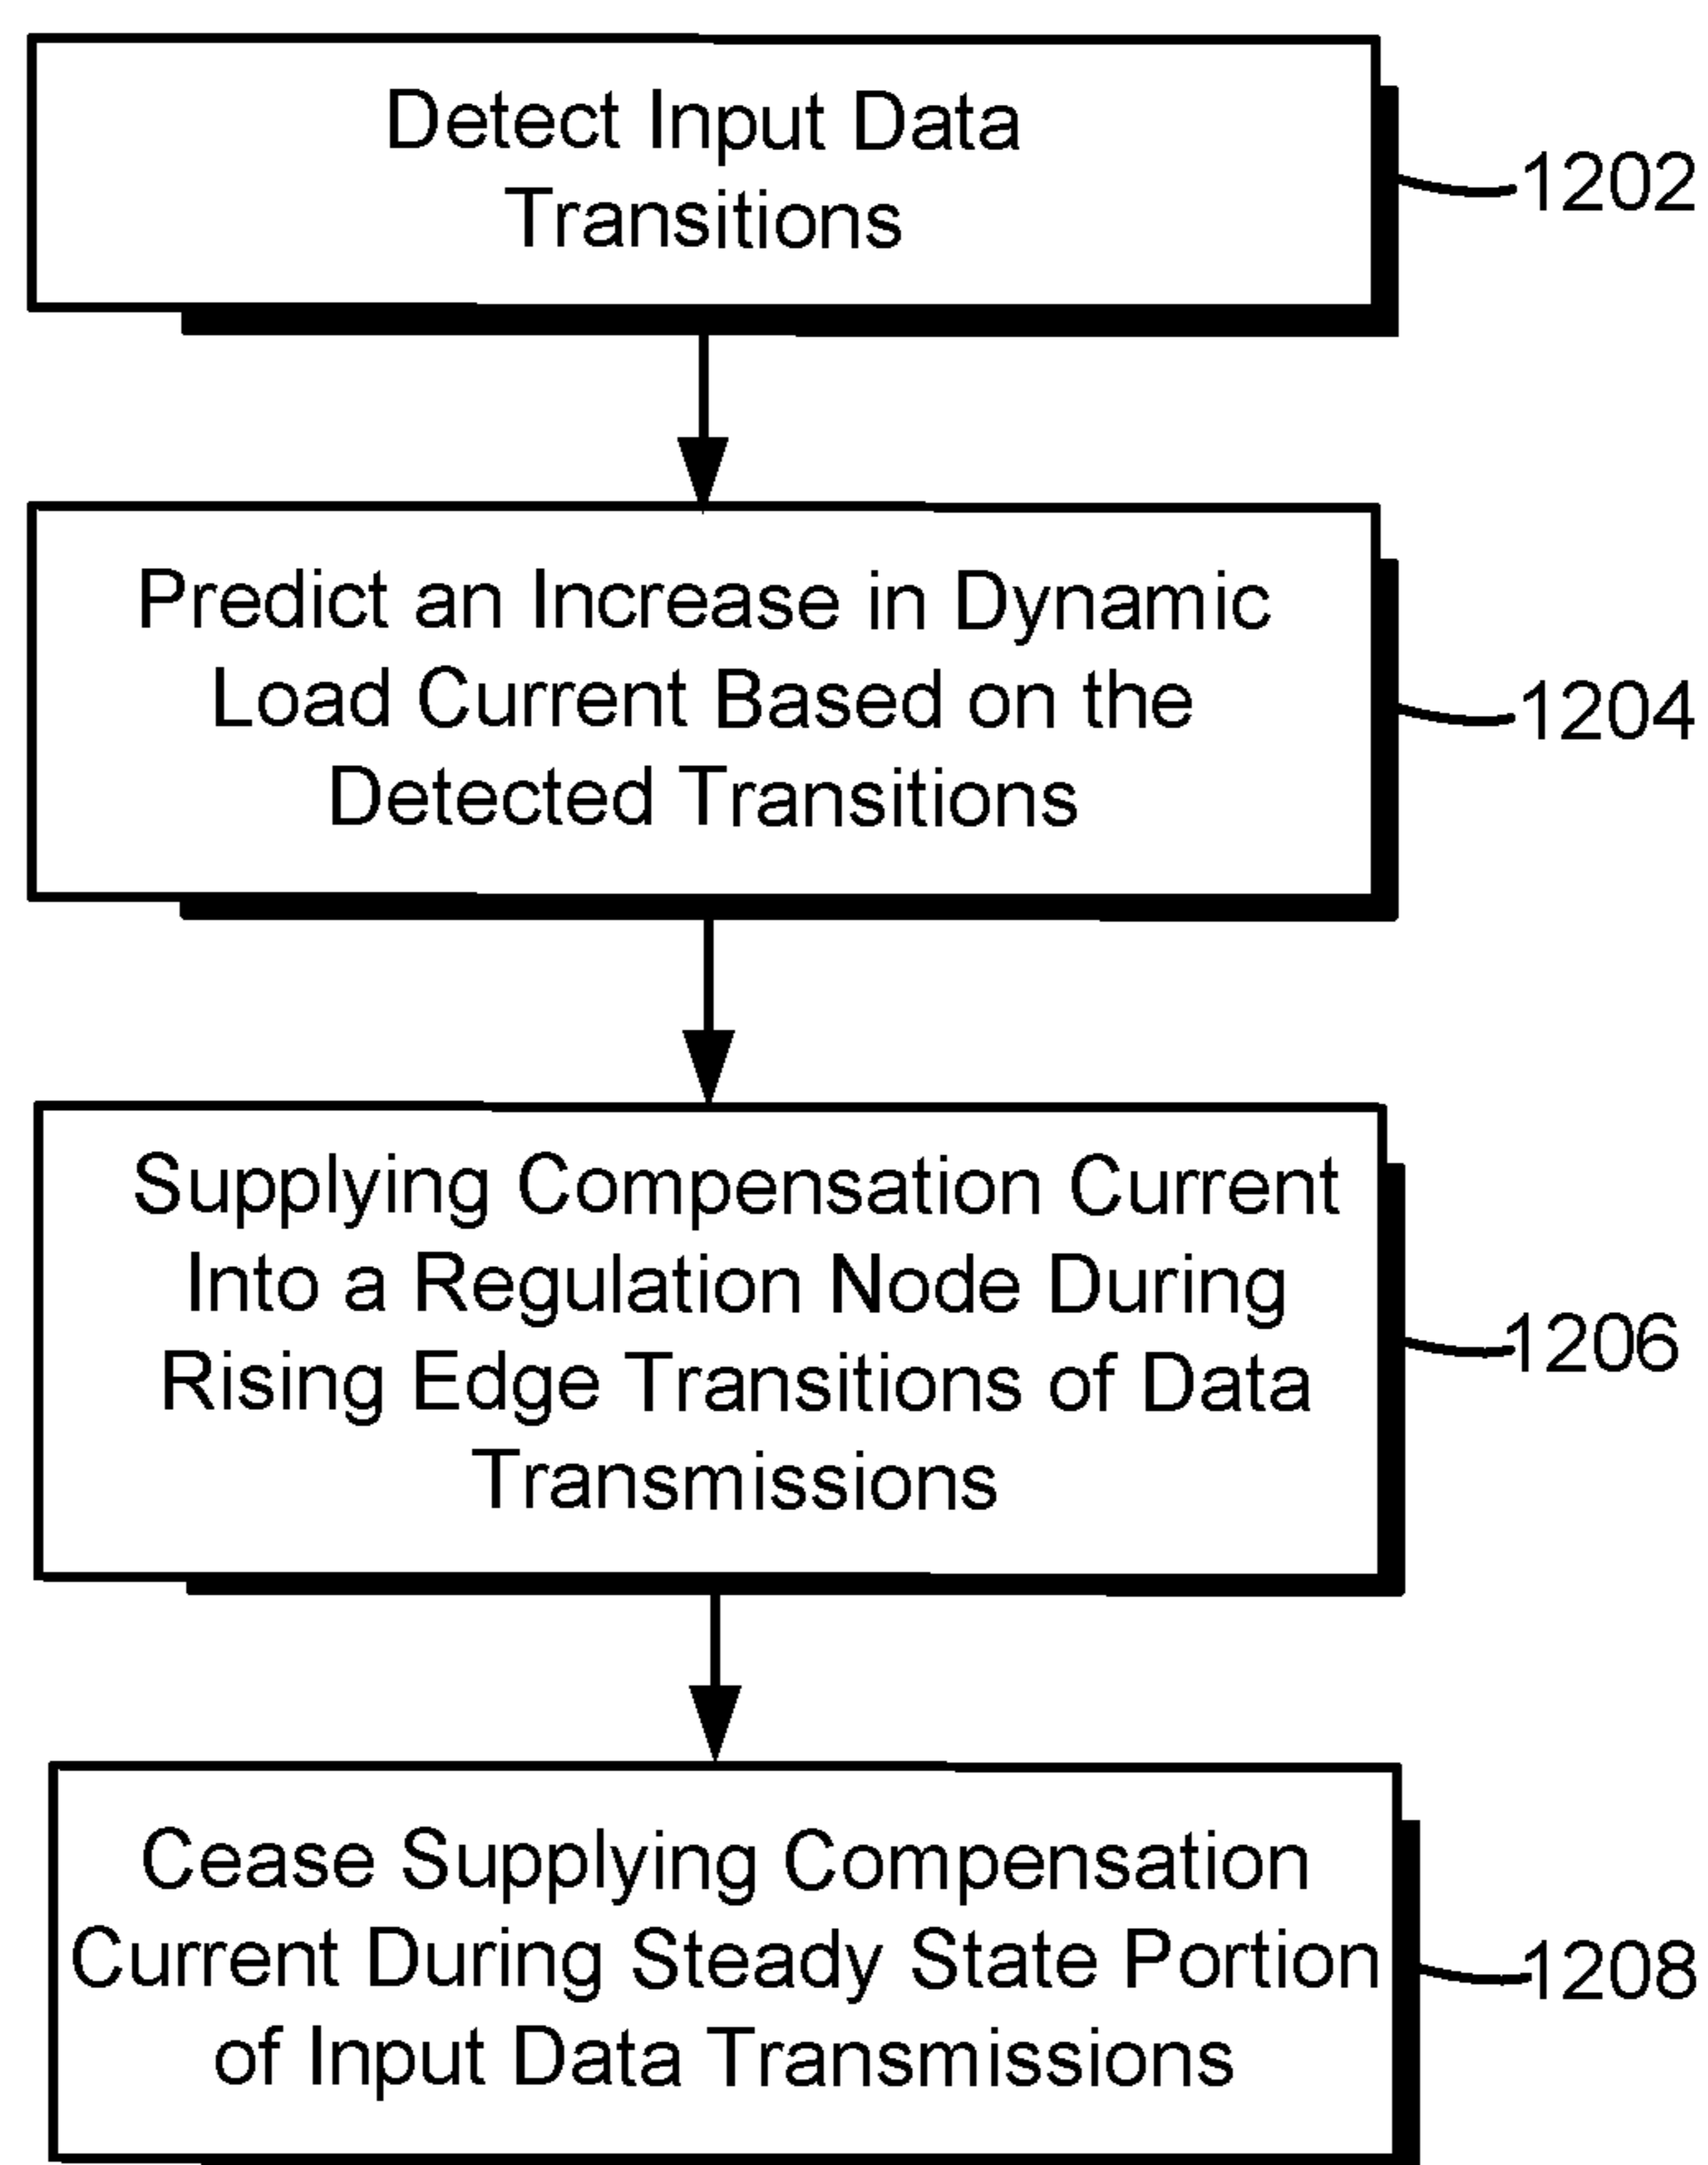 Detect Input Data
Transitions
1202
Predict an Increase in Dynamic
Load Current Based on the
Detected Transitions
1204
Supplying Compensation Current
Into a Regulation Node During
Rising Edge Transitions of Data
Transmissions
1206
Cease Supplying Compensation
Current During Steady State Portion
of Input Data Transmissions
1208